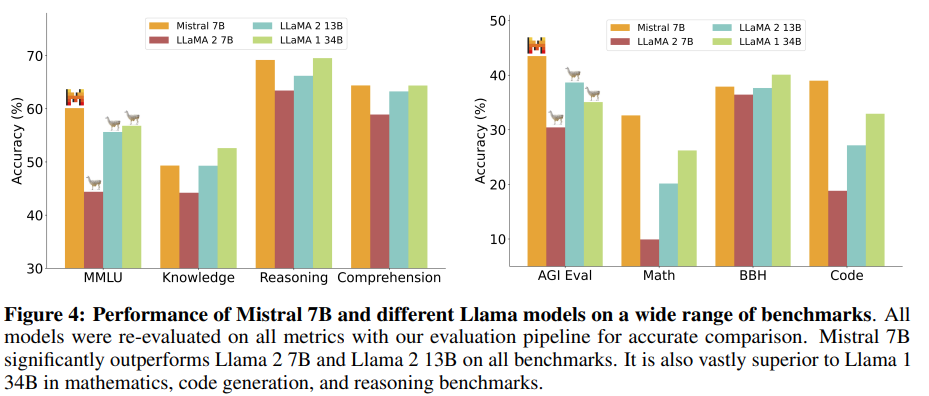 Mistral 7B LLaMA 2 13B
LLaMA 2 7B LLaMA 1 34B
Accuracy (%)
70
60
50
40
30
MMLU Knowledge Reasoning Comprehension
Mistral 7B LLaMA 2 13B
LLaMA 2 7B LLaMA 1 34B
Accuracy (%)
50
40
30
20
10
AGI Eval Math BBH Code
Figure 4: Performance of Mistral 7B and different Llama models on a wide range of benchmarks. All
models were re-evaluated on all metrics with our evaluation pipeline for accurate comparison. Mistral 7B
significantly outperforms Llama 2 7B and Llama 2 13B on all benchmarks. It is also vastly superior to Llama 1
34B in mathematics, code generation, and reasoning benchmarks.